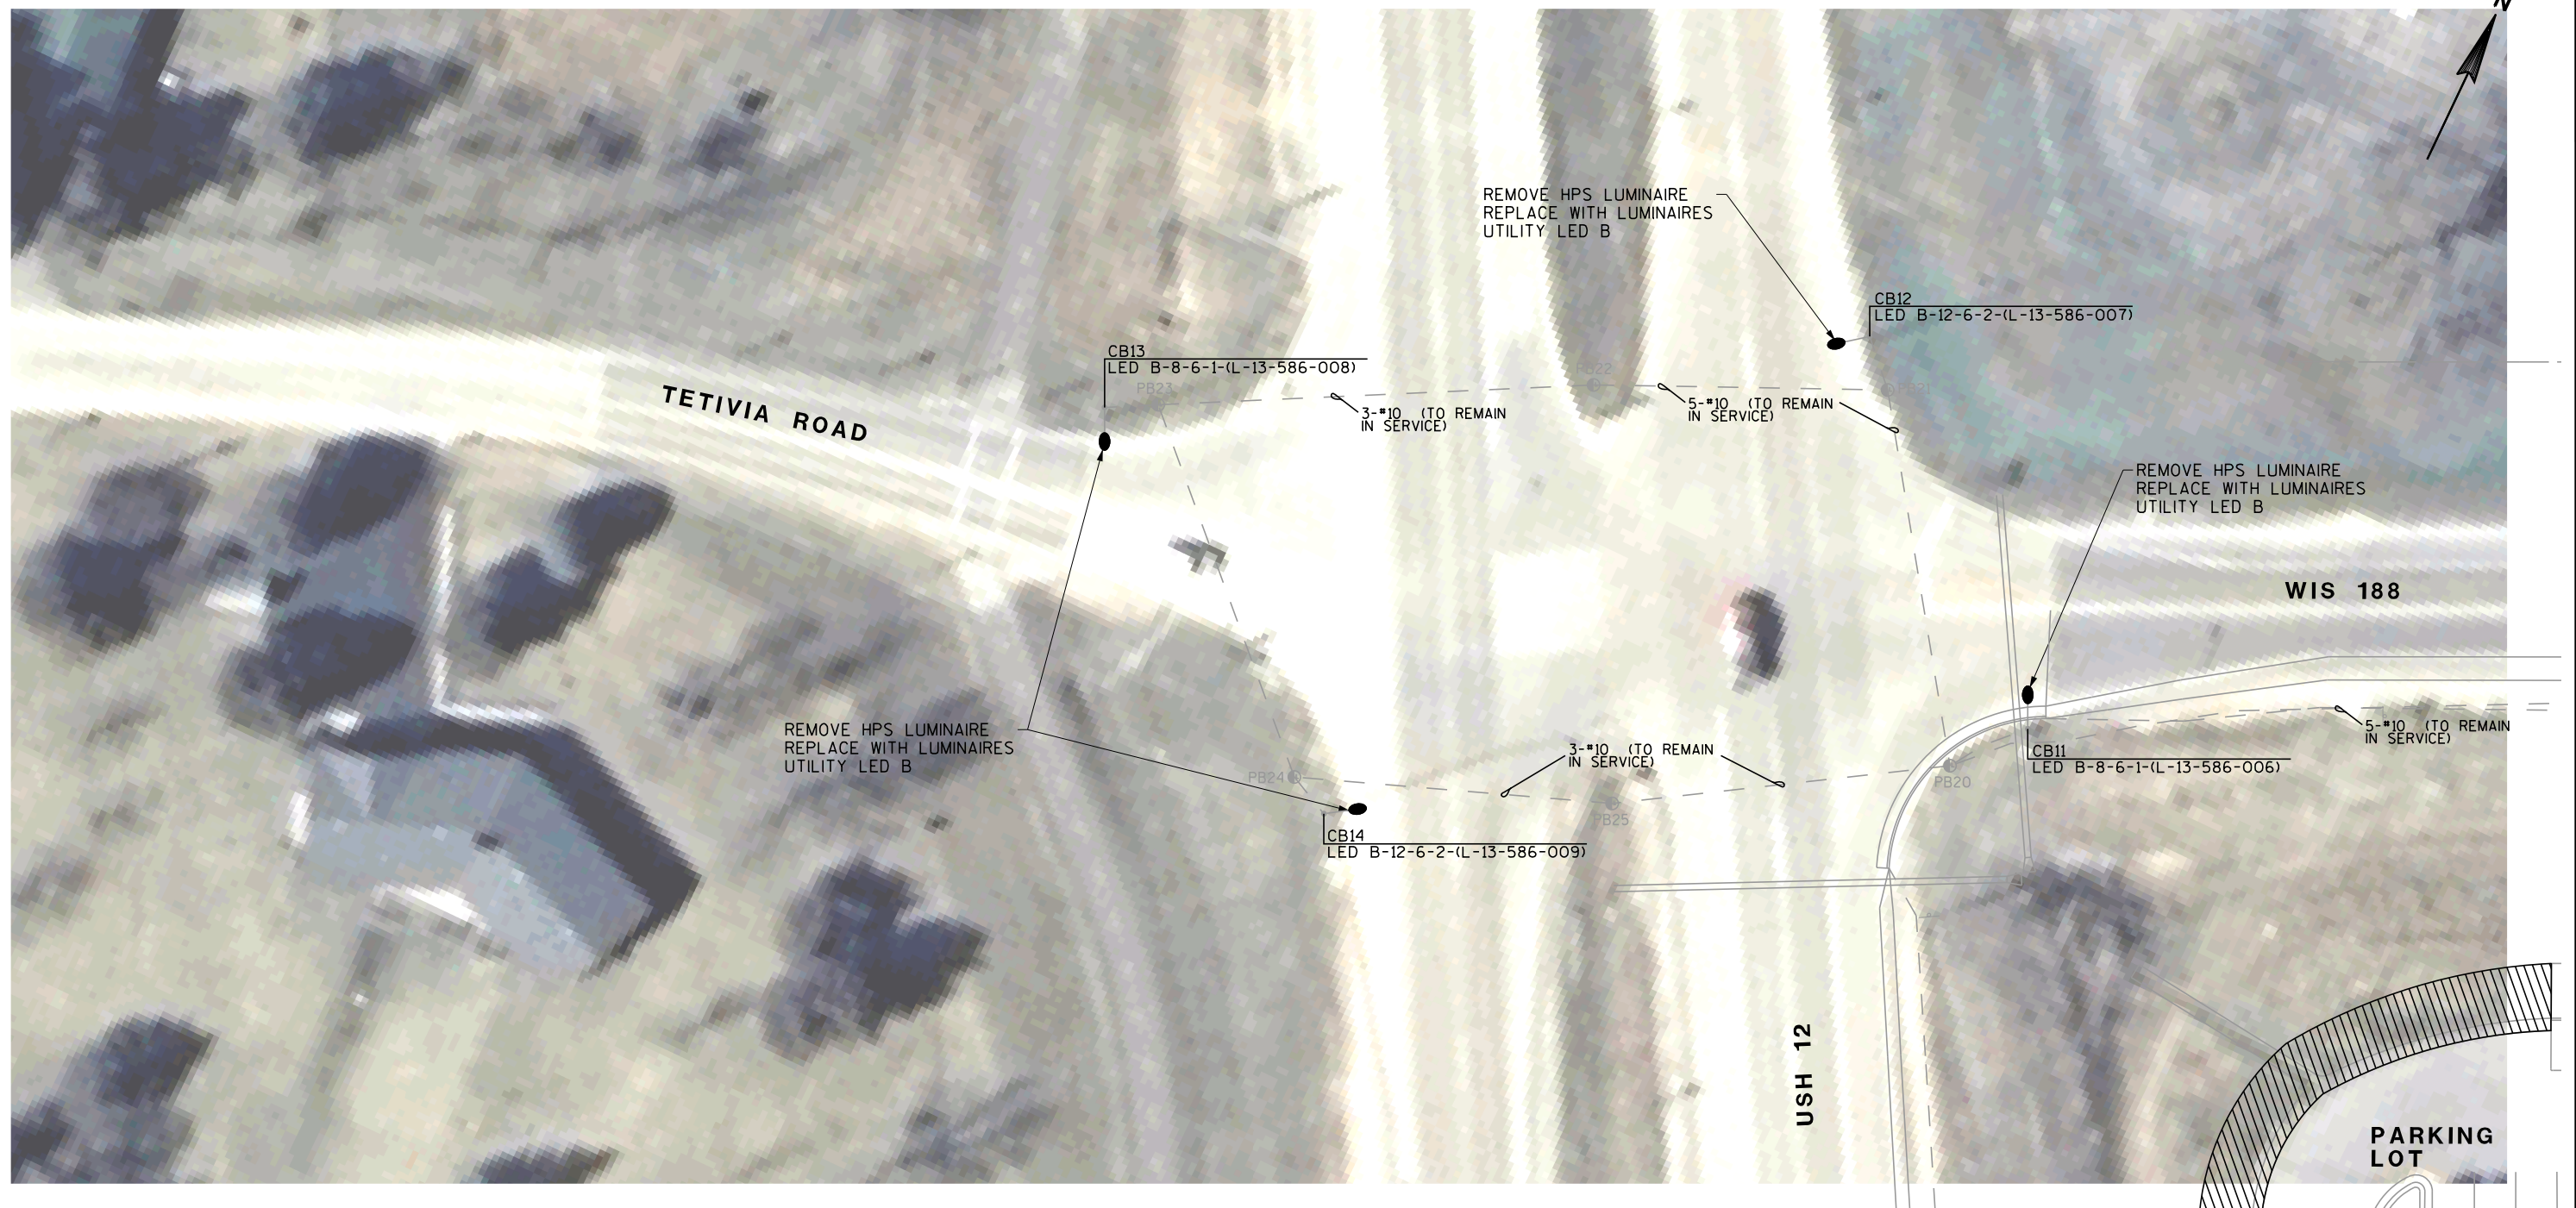 N
REMOVE HPS LUMINAIRE
REPLACE WITH LUMINAIRES
UTILITY LED B
CB12
LED B-12-6-2-(L-13-586-007)
CB13
LED B-8-6-1-(L-13-586-008)
PB23
PB22
TETIVIA ROAD
3-#10 (TO REMAIN
IN SERVICE)
5-#10 (TO REMAIN
IN SERVICE)
REMOVE HPS LUMINAIRE
REPLACE WITH LUMINAIRES
UTILITY LED B
WIS 188
REMOVE HPS LUMINAIRE
REPLACE WITH LUMINAIRES
UTILITY LED B
3-#10 (TO REMAIN
IN SERVICE)
5-#10 (TO REMAIN
IN SERVICE)
CB11
LED B-8-6-1-(L-13-586-006)
PB24
PB20
PB25
CB14
LED B-12-6-2-(L-13-586-009)
USH 12
PARKING
LOT